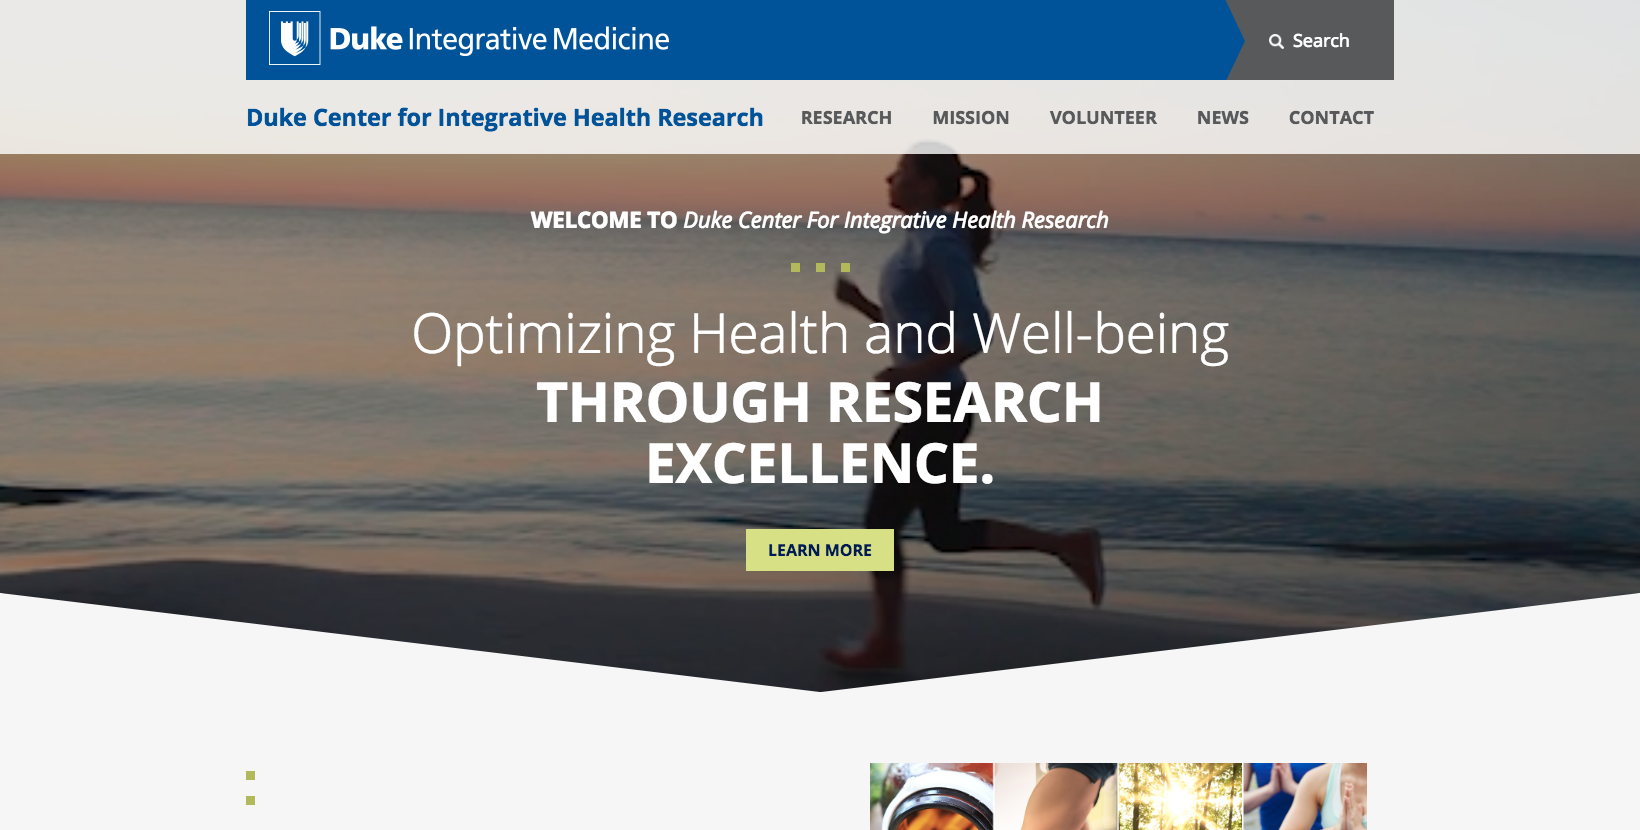 Duke Integrative Medicine
Search
Duke Center for Integrative Health Research
RESEARCH
MISSION
VOLUNTEER
NEWS
CONTACT
WELCOME TO Duke Center For Integrative Health Research
Optimizing Health and Well-being
THROUGH RESEARCH
EXCELLENCE.
LEARN MORE